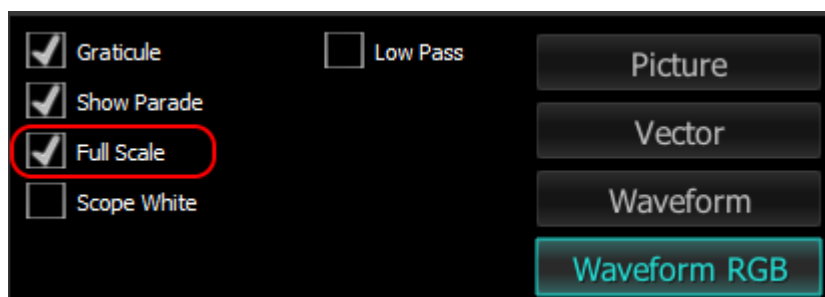 Graticule
Show Parade
Full Scale
Scope White
Low Pass
Picture
Vector
Waveform
Waveform RGB